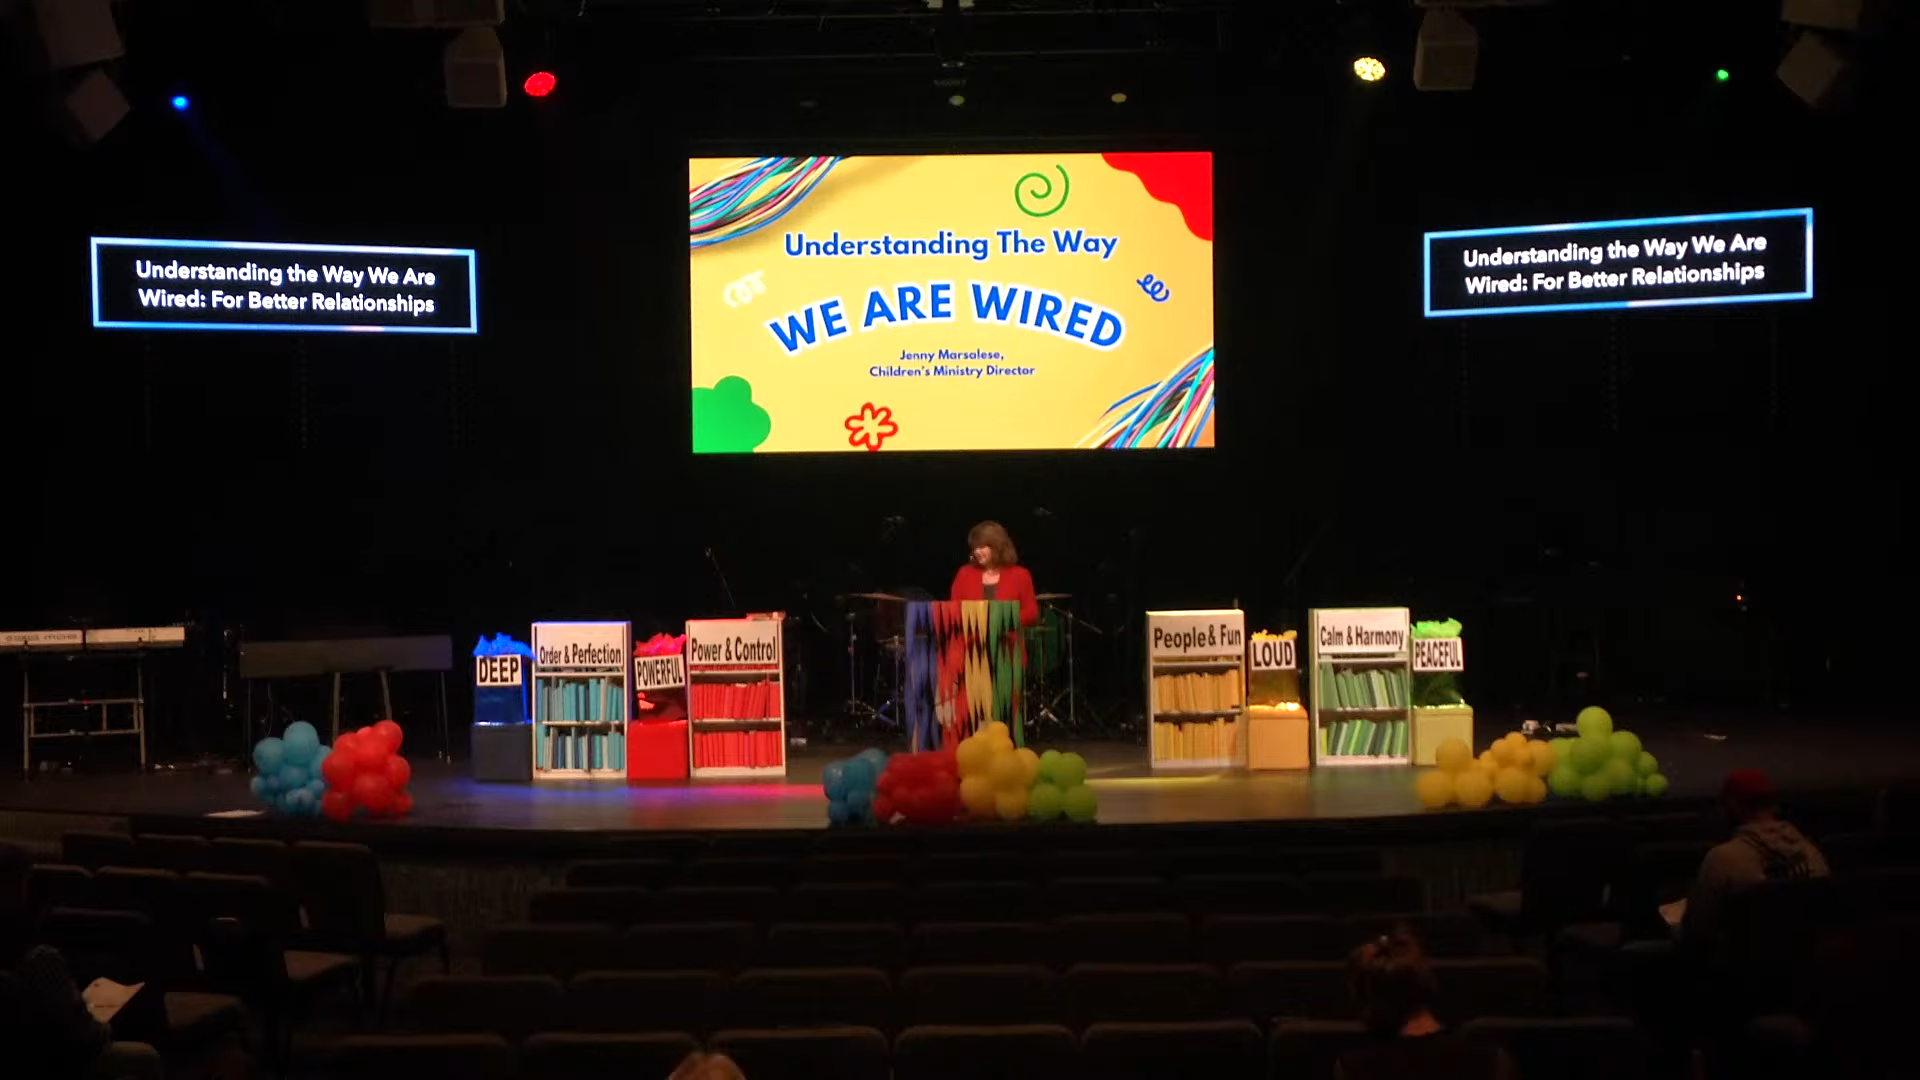 Understanding the Way We Are
Wired: For Better Relationships
Understanding The Way
WE ARE WIRED
Jenny Marsalese,
Children's Ministry Director
Understanding the Way We Are
Wired: For Better Relationships
DEEP
Order & Perfection
POWERFUL
Power & Control
People & Fun
LOUD
Calm & Harmony
PEACEFUL